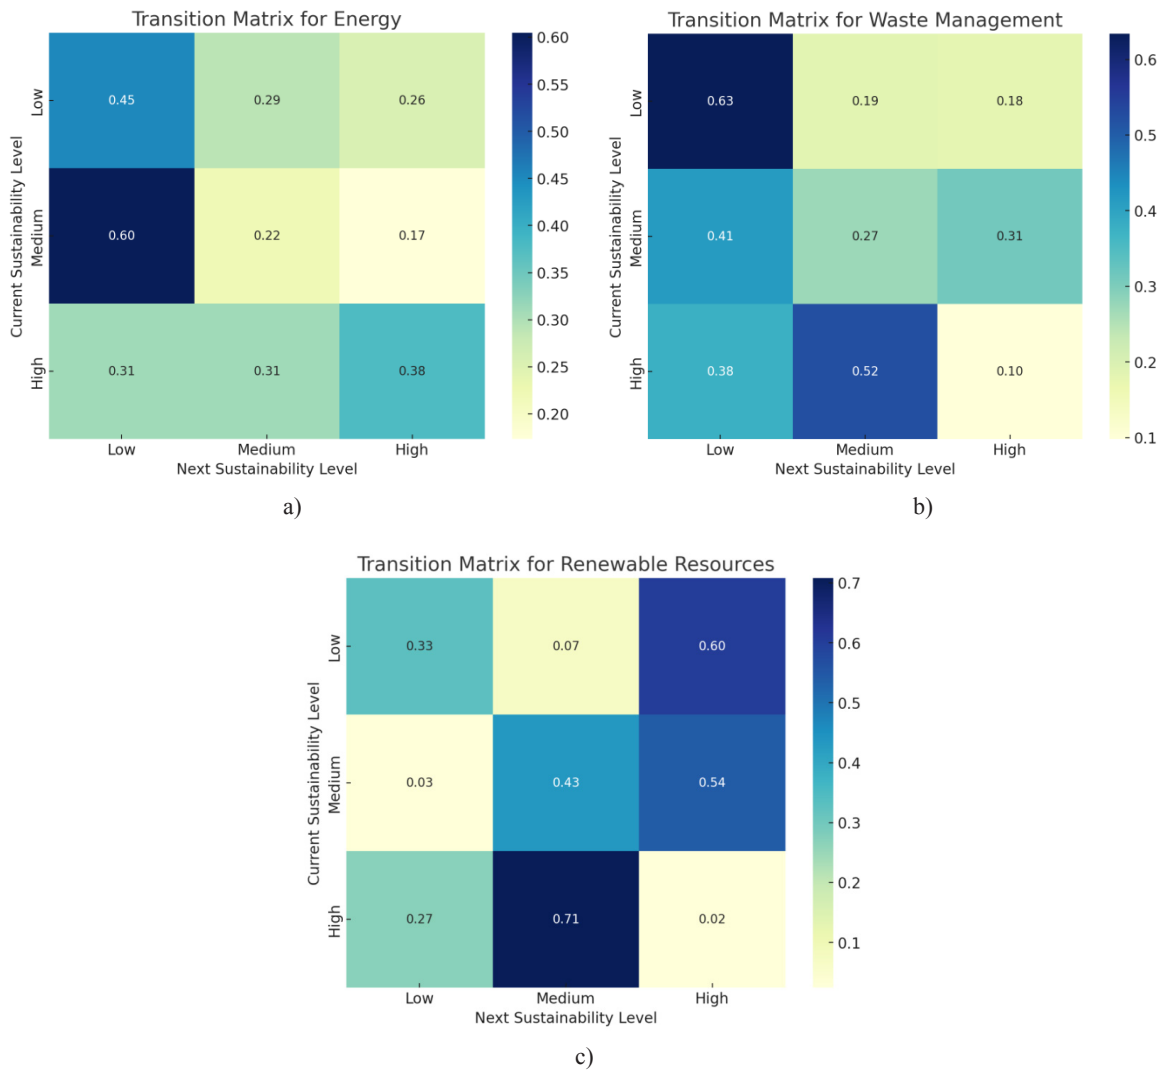 Transition Matrix for Energy
Current Sustainability Level
Low
0.45 0.29 0.26
Medium
0.60 0.22 0.17
High
0.31 0.31 0.38
Low Medium High
Next Sustainability Level
0.60
0.55
0.50
0.45
0.40
0.35
0.30
0.25
0.20
a)
Transition Matrix for Waste Management
Current Sustainability Level
Low
0.63 0.19 0.18
Medium
0.41 0.27 0.31
High
0.38 0.52 0.10
Low Medium High
Next Sustainability Level
0.6
0.5
0.4
0.3
0.2
0.1
b)
Transition Matrix for Renewable Resources
Current Sustainability Level
Low
0.33 0.07 0.60
Medium
0.03 0.43 0.54
High
0.27 0.71 0.02
Low Medium High
Next Sustainability Level
0.7
0.6
0.5
0.4
0.3
0.2
0.1
c)